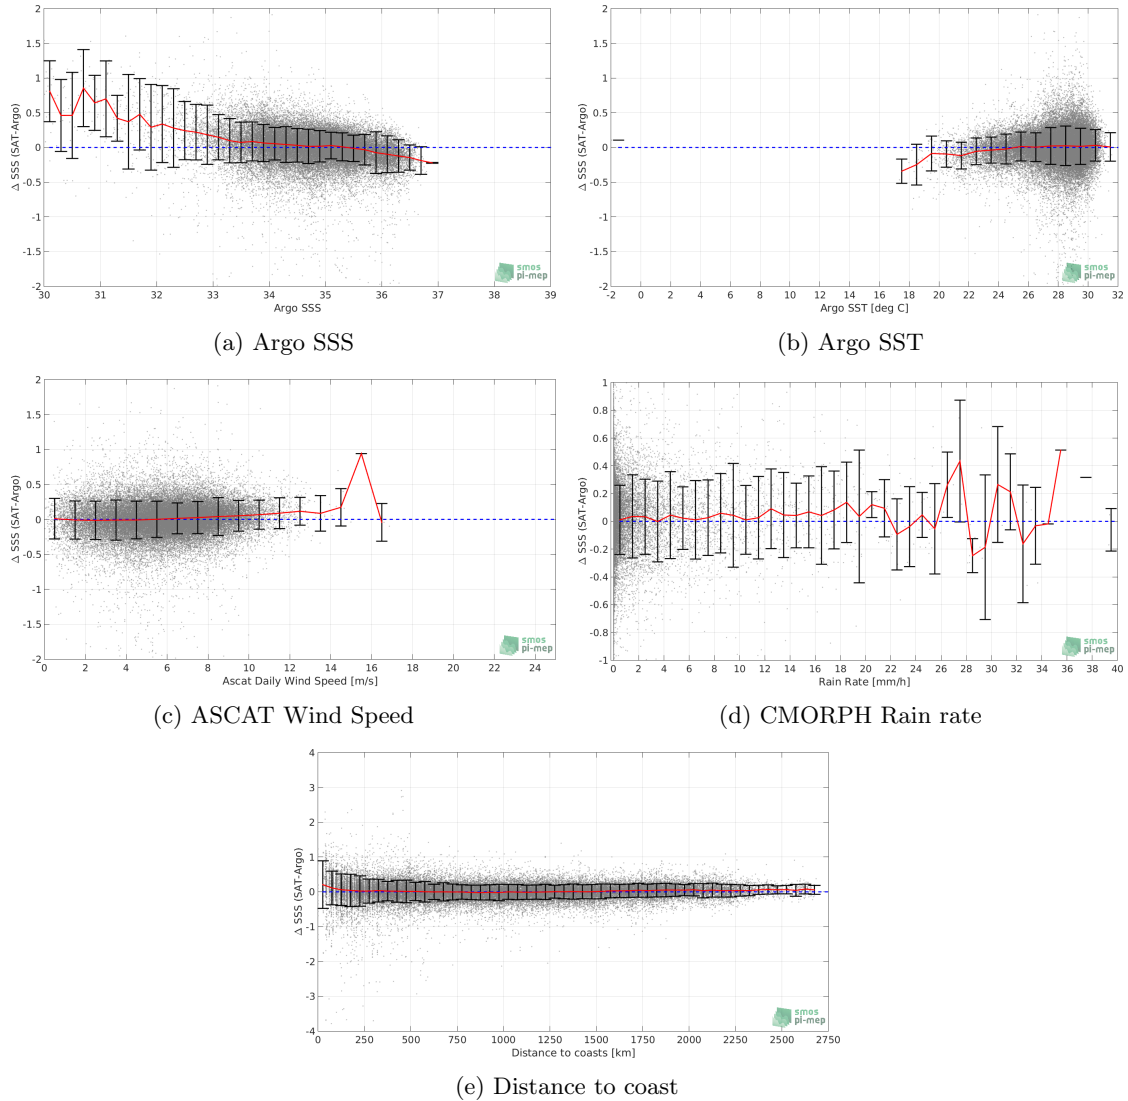 2
1.5
1
0.5
0
-0.5
-1
-1.5
-2
Δ SSS (SAT-Argo)
30 31 32 33 34 35 36 37 38 39
Argo SSS
smos
pi-mep
(a) Argo SSS
2
1.5
1
0.5
0
-0.5
-1
-1.5
-2
Δ SSS (SAT-Argo)
-2 0 2 4 6 8 10 12 14 16 18 20 22 24 26 28 30 32
Argo SST [deg C]
smos
pi-mep
(b) Argo SST
2
1.5
1
0.5
0
-0.5
-1
-1.5
-2
Δ SSS (SAT-Argo)
0 2 4 6 8 10 12 14 16 18 20 22 24
Ascat Daily Wind Speed [m/s]
smos
pi-mep
(c) ASCAT Wind Speed
1
0.8
0.6
0.4
0.2
0
-0.2
-0.4
-0.6
-0.8
-1
Δ SSS (SAT-Argo)
0 2 4 6 8 10 12 14 16 18 20 22 24 26 28 30 32 34 36 38 40
Rain Rate [mm/h]
smos
pi-mep
(d) CMORPH Rain rate
4
3
2
1
0
-1
-2
-3
-4
Δ SSS (SAT-Argo)
0 250 500 750 1000 1250 1500 1750 2000 2250 2500 2750
Distance to coasts [km]
smos
pi-mep
(e) Distance to coast